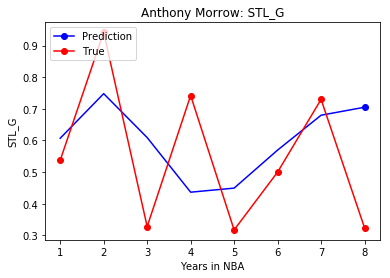 Anthony Morrow: STL_G
Prediction
True
0.9
0.8
0.7
0.6
0.5
0.4
0.3
STL_G
1 2 3 4 5 6 7 8
Years in NBA